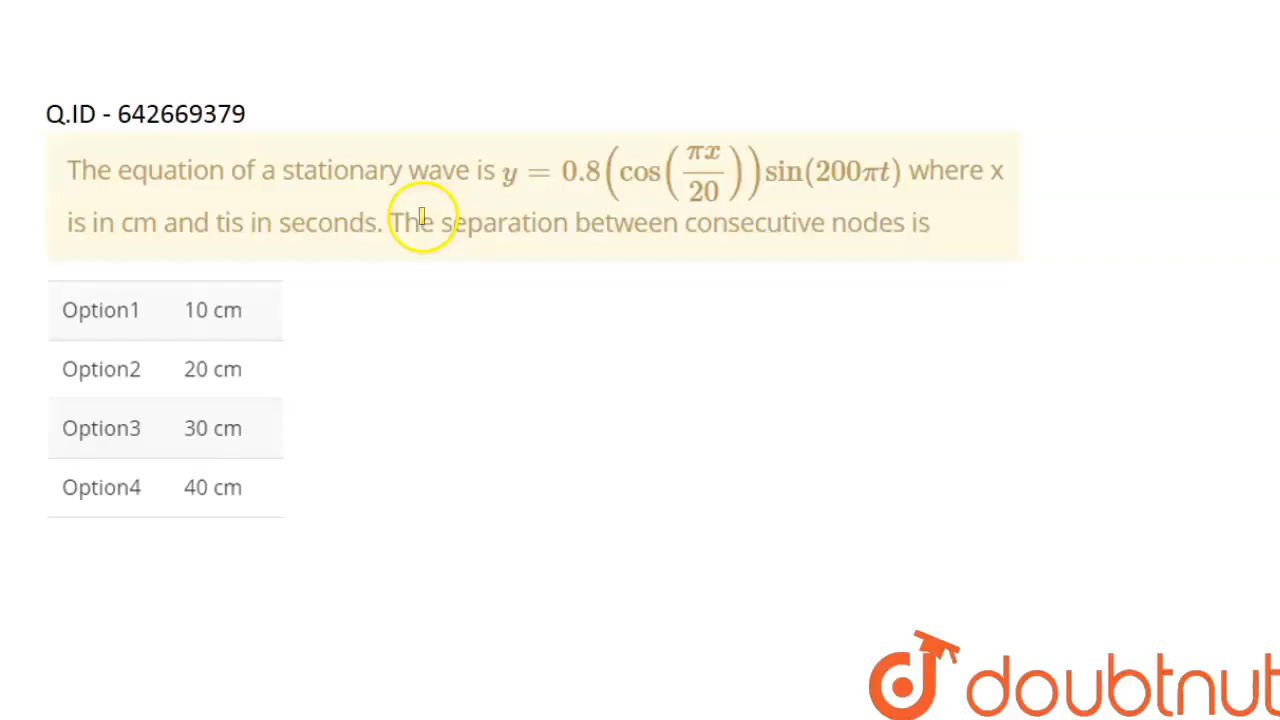 Q.ID - 642669379
The equation of a stationary wave is y = 0.8(cos(πx/20))sin(200πt) where x
is in cm and tis in seconds. The separation between consecutive nodes is
Option1 10 cm
Option2 20 cm
Option3 30 cm
Option4 40 cm
doubtnut